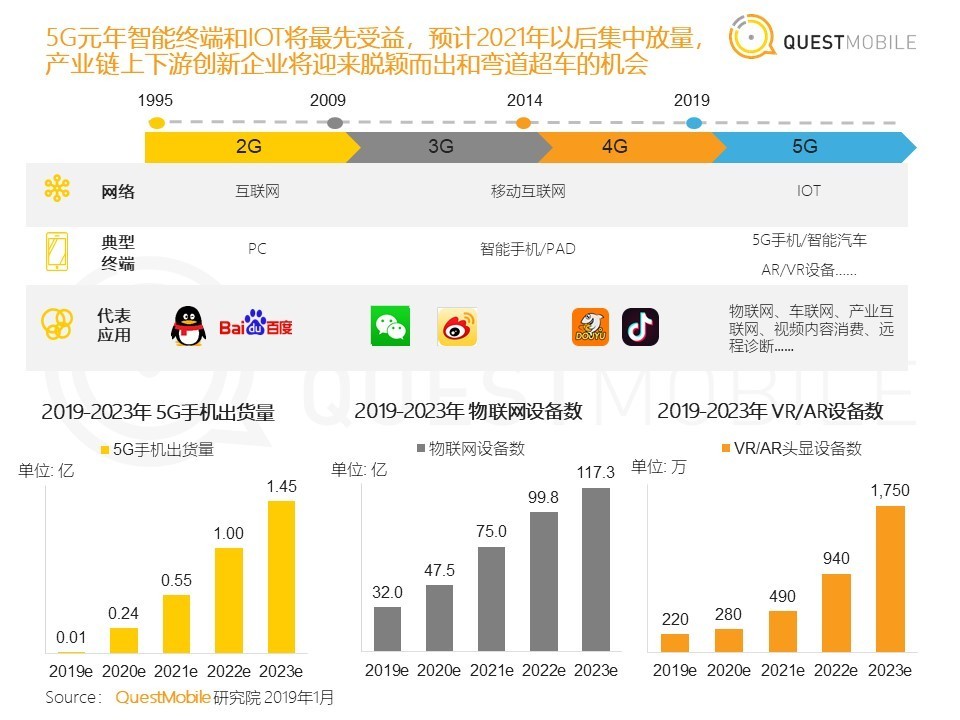 5G元年智能终端和IOT将最先受益，预计2021年以后集中放量，
产业链上下游创新企业将迎来脱颖而出和弯道超车的机会
QUESTMOBILE
1995 2009 2014 2019
2G 3G 4G 5G
网络 互联网 移动互联网 IOT
典型
终端
PC
智能手机/PAD
5G手机/智能汽车
AR/VR设备......
代表
应用
Bai du 百度
DOUYU
物联网、车联网、产业互
联网、视频内容消费、远
程诊断......
QUESTMOBILE
2019-2023年 5G手机出货量
5G手机出货量
单位: 亿
0.01 0.24 0.55 1.00 1.45
2019e 2020e 2021e 2022e 2023e
2019-2023年 物联网设备数
物联网设备数
单位: 亿
32.0 47.5 75.0 99.8 117.3
2019e 2020e 2021e 2022e 2023e
2019-2023年 VR/AR设备数
VR/AR头显设备数
单位: 万
220 280 490 940 1,750
2019e 2020e 2021e 2022e 2023e
Source： QuestMobile研究院 2019年1月